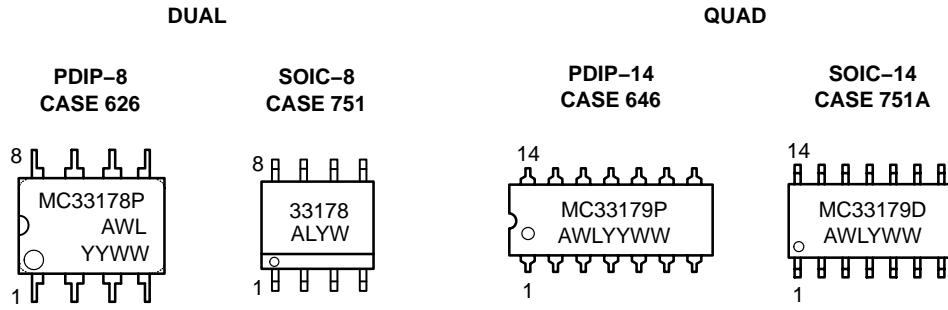 DUAL
QUAD
PDIP–8
CASE 626
SOIC–8
CASE 751
PDIP–14
CASE 646
SOIC–14
CASE 751A
8
MC33178P
AWL
YYWW
1
8
33178
ALYW
1
14
MC33179P
AWLYYWW
1
14
MC33179D
AWLYWW
1